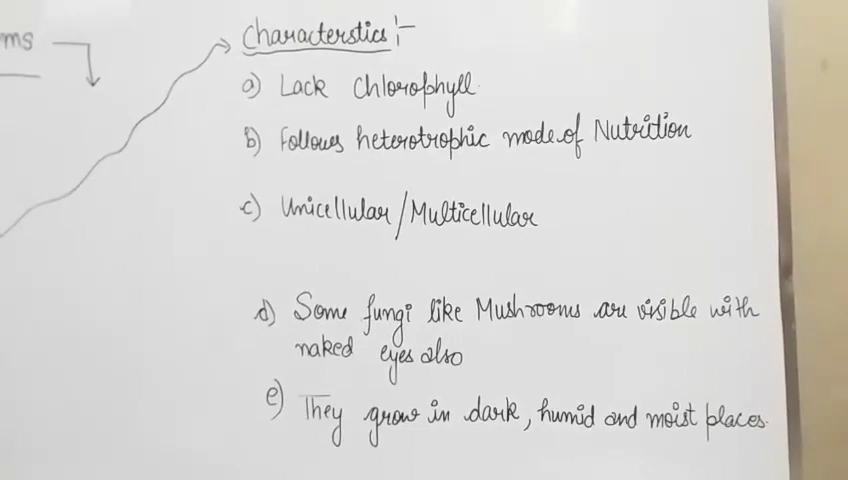 ms
Characterstics :-
a) Lack Chlorophyll
b) Follows heterotrophic mode of Nutrition
c) Unicellular/Multicellular
d) Some fungi like Mushrooms are visible with
naked eyes also
e) They grow in dark, humid and moist places.